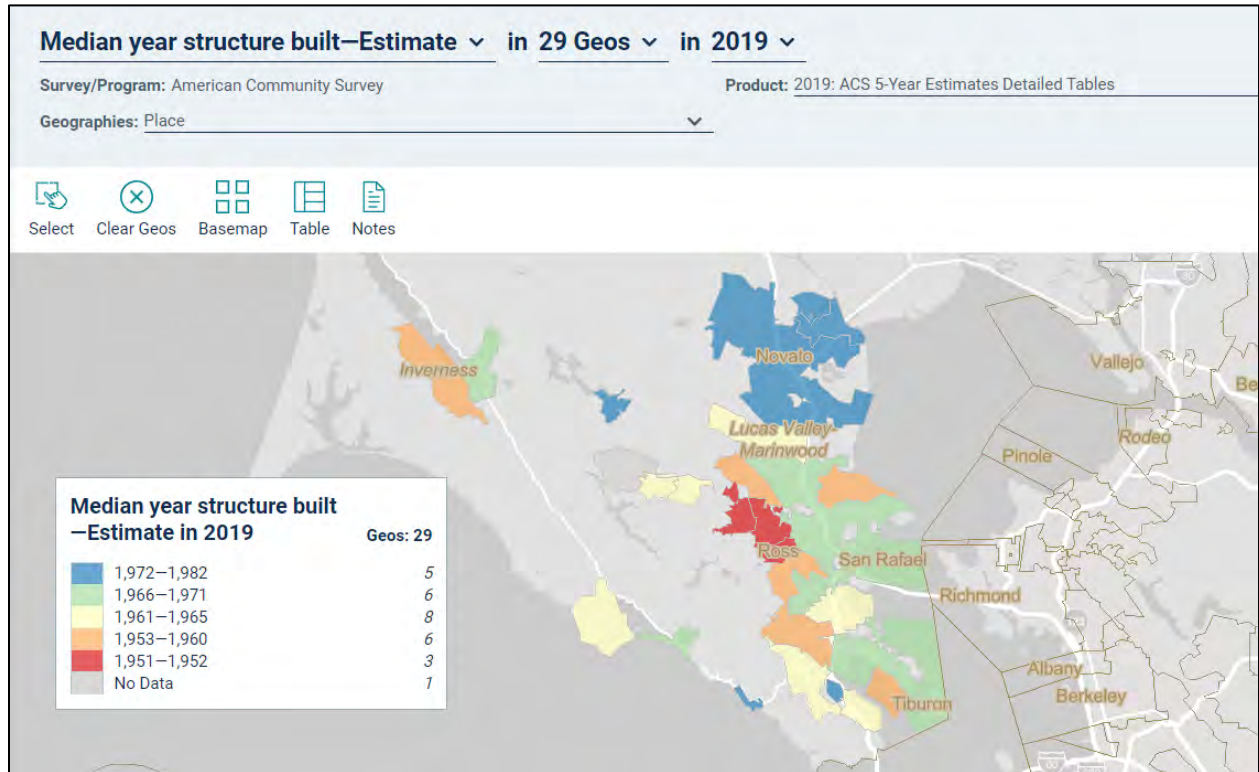 Median year structure built—Estimate in 29 Geos in 2019
Survey/Program: American Community Survey
Product: 2019: ACS 5-Year Estimates Detailed Tables
Geographies: Place
Select Clear Geos Basemap Table Notes
Inverness
Novato
Lucas Valley-
Marinwood
Ross
San Rafael
Tiburon
Vallejo
Be
Rodeo
Pinole
Richmond
Albany
Berkeley
80
80
Median year structure built
—Estimate in 2019 Geos: 29
1,972—1,982 5
1,966—1,971 6
1,961—1,965 8
1,953—1,960 6
1,951—1,952 3
No Data 1